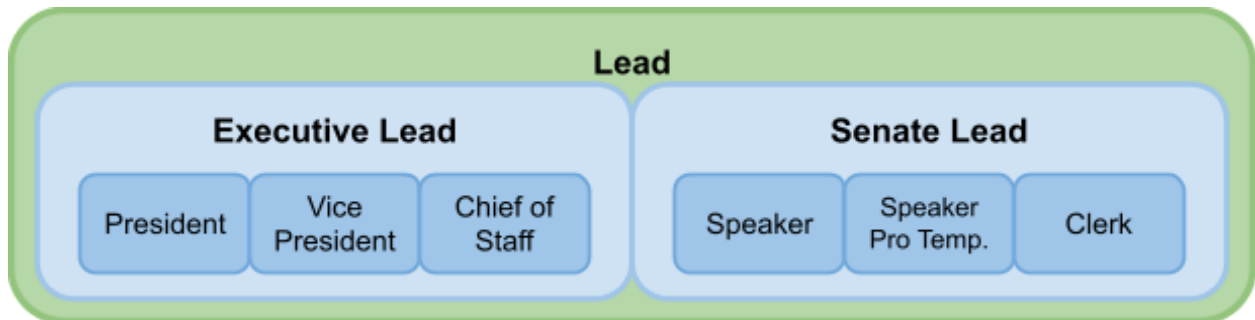 Lead
Executive Lead
President
Vice
President
Chief of
Staff
Senate Lead
Speaker
Speaker
Pro Temp.
Clerk